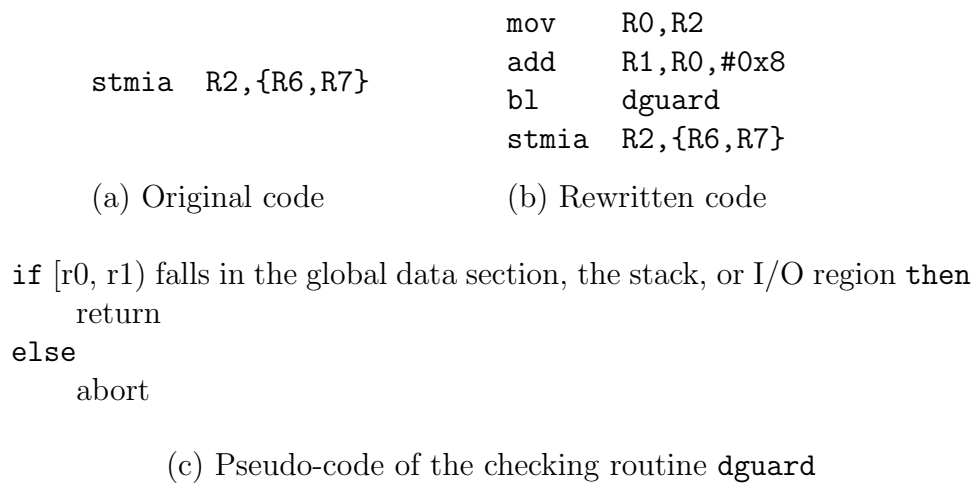 stmia R2,{R6,R7}
(a) Original code
mov R0,R2
add R1,R0,#0x8
bl dguard
stmia R2,{R6,R7}
(b) Rewritten code
if [r0, r1) falls in the global data section, the stack, or I/O region then
return
else
abort
(c) Pseudo-code of the checking routine dguard